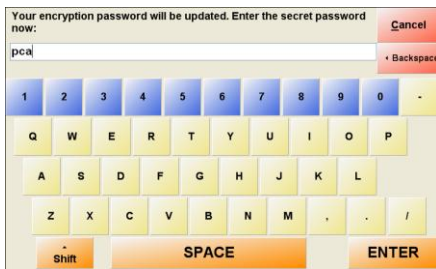 Your encryption password will be updated. Enter the secret password
now:
Cancel
pca
Backspace
1 2 3 4 5 6 7 8 9 0 -
Q W E R T Y U I O P
A S D F G H J K L
Z X C V B N M , . /
Shift SPACE ENTER